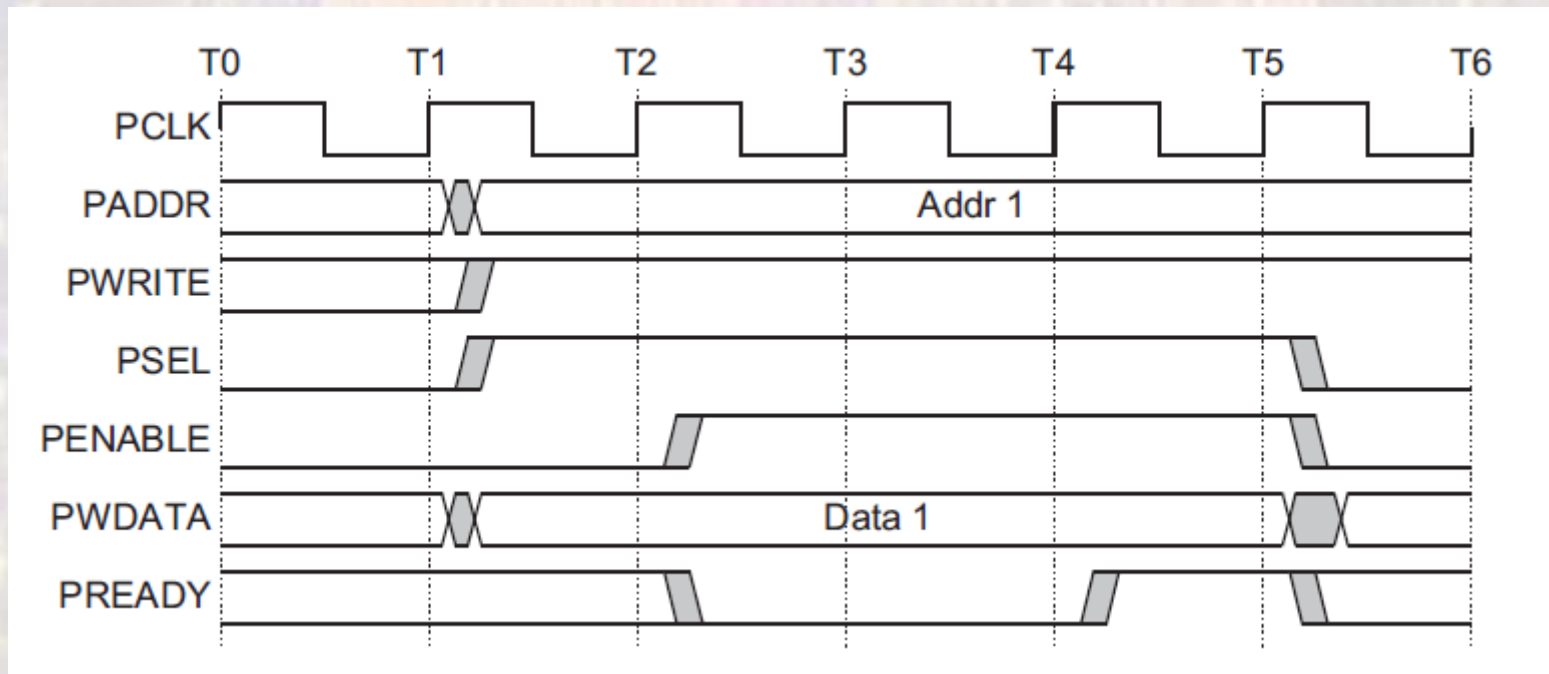 T0 T1 T2 T3 T4 T5 T6
PCLK
PADDR Addr 1
PWRITE
PSEL
PENABLE
PWDATA Data 1
PREADY